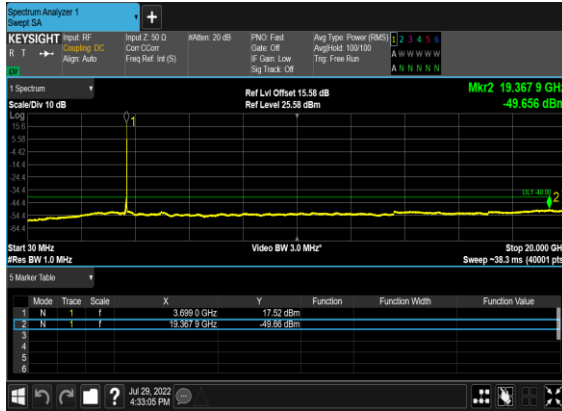 Spectrum Analyzer 1
Swept SA
+
KEYSIGHT
R T
LU
Input: RF
Coupling: DC
Align: Auto
Input Z: 50 Ω
Corr CCorr
Freq Ref: Int (S)
#Atten: 20 dB
PNO: Fast
Gate: Off
IF Gain: Low
Sig Track: Off
Avg Type: Power (RMS)
Avg|Hold: 100/100
Trig: Free Run
1 2 3 4 5 6
A W W W W W
A N N N N N
1 Spectrum
Scale/Div 10 dB
Log
Ref Lvl Offset 15.58 dB
Ref Level 25.58 dBm
Mkr2 19.367 9 GHz
-49.656 dBm
15.6
5.58
-4.42
-14.4
-24.4
-34.4
-44.4
-54.4
-64.4
1
2
Start 30 MHz
#Res BW 1.0 MHz
Video BW 3.0 MHz*
Stop 20.000 GH
Sweep ~38.3 ms (40001 pts
5 Marker Table
Mode Trace Scale X Y Function Function Width Function Value
1 N 1 f 3.699 0 GHz 17.52 dBm
2 N 1 f 19.367 9 GHz -49.66 dBm
3
4
5
6
?
Jul 29, 2022
4:33:05 PM